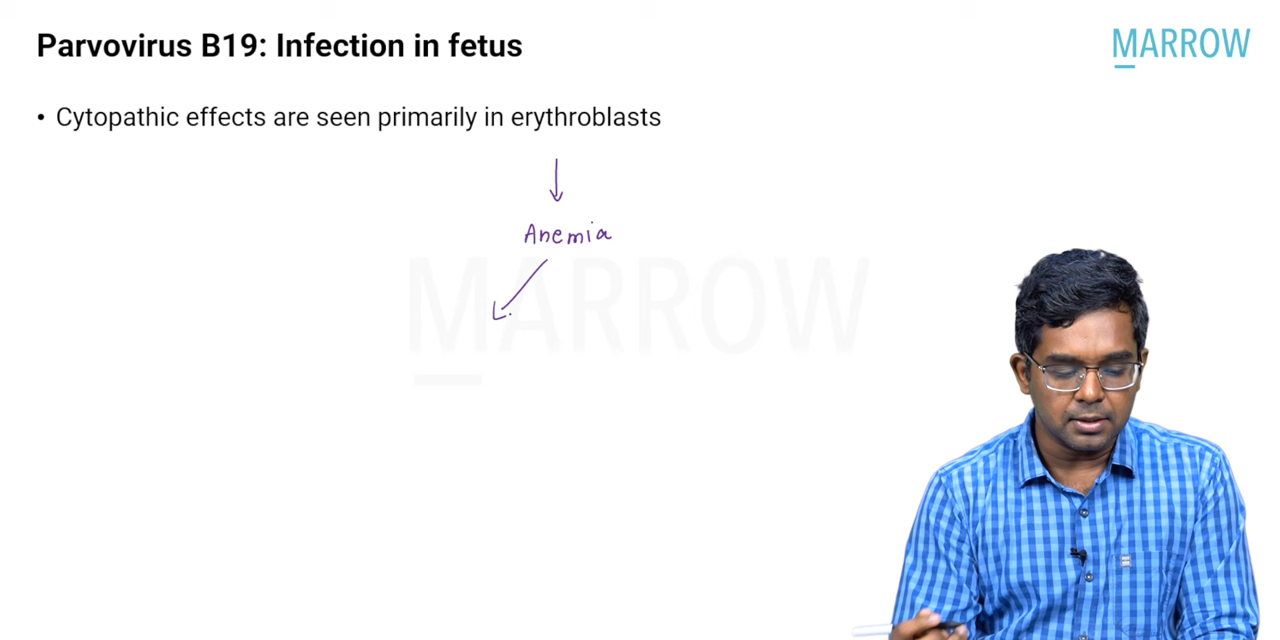 Parvovirus B19: Infection in fetus
MARROW
• Cytopathic effects are seen primarily in erythroblasts
Anemia
MARROW